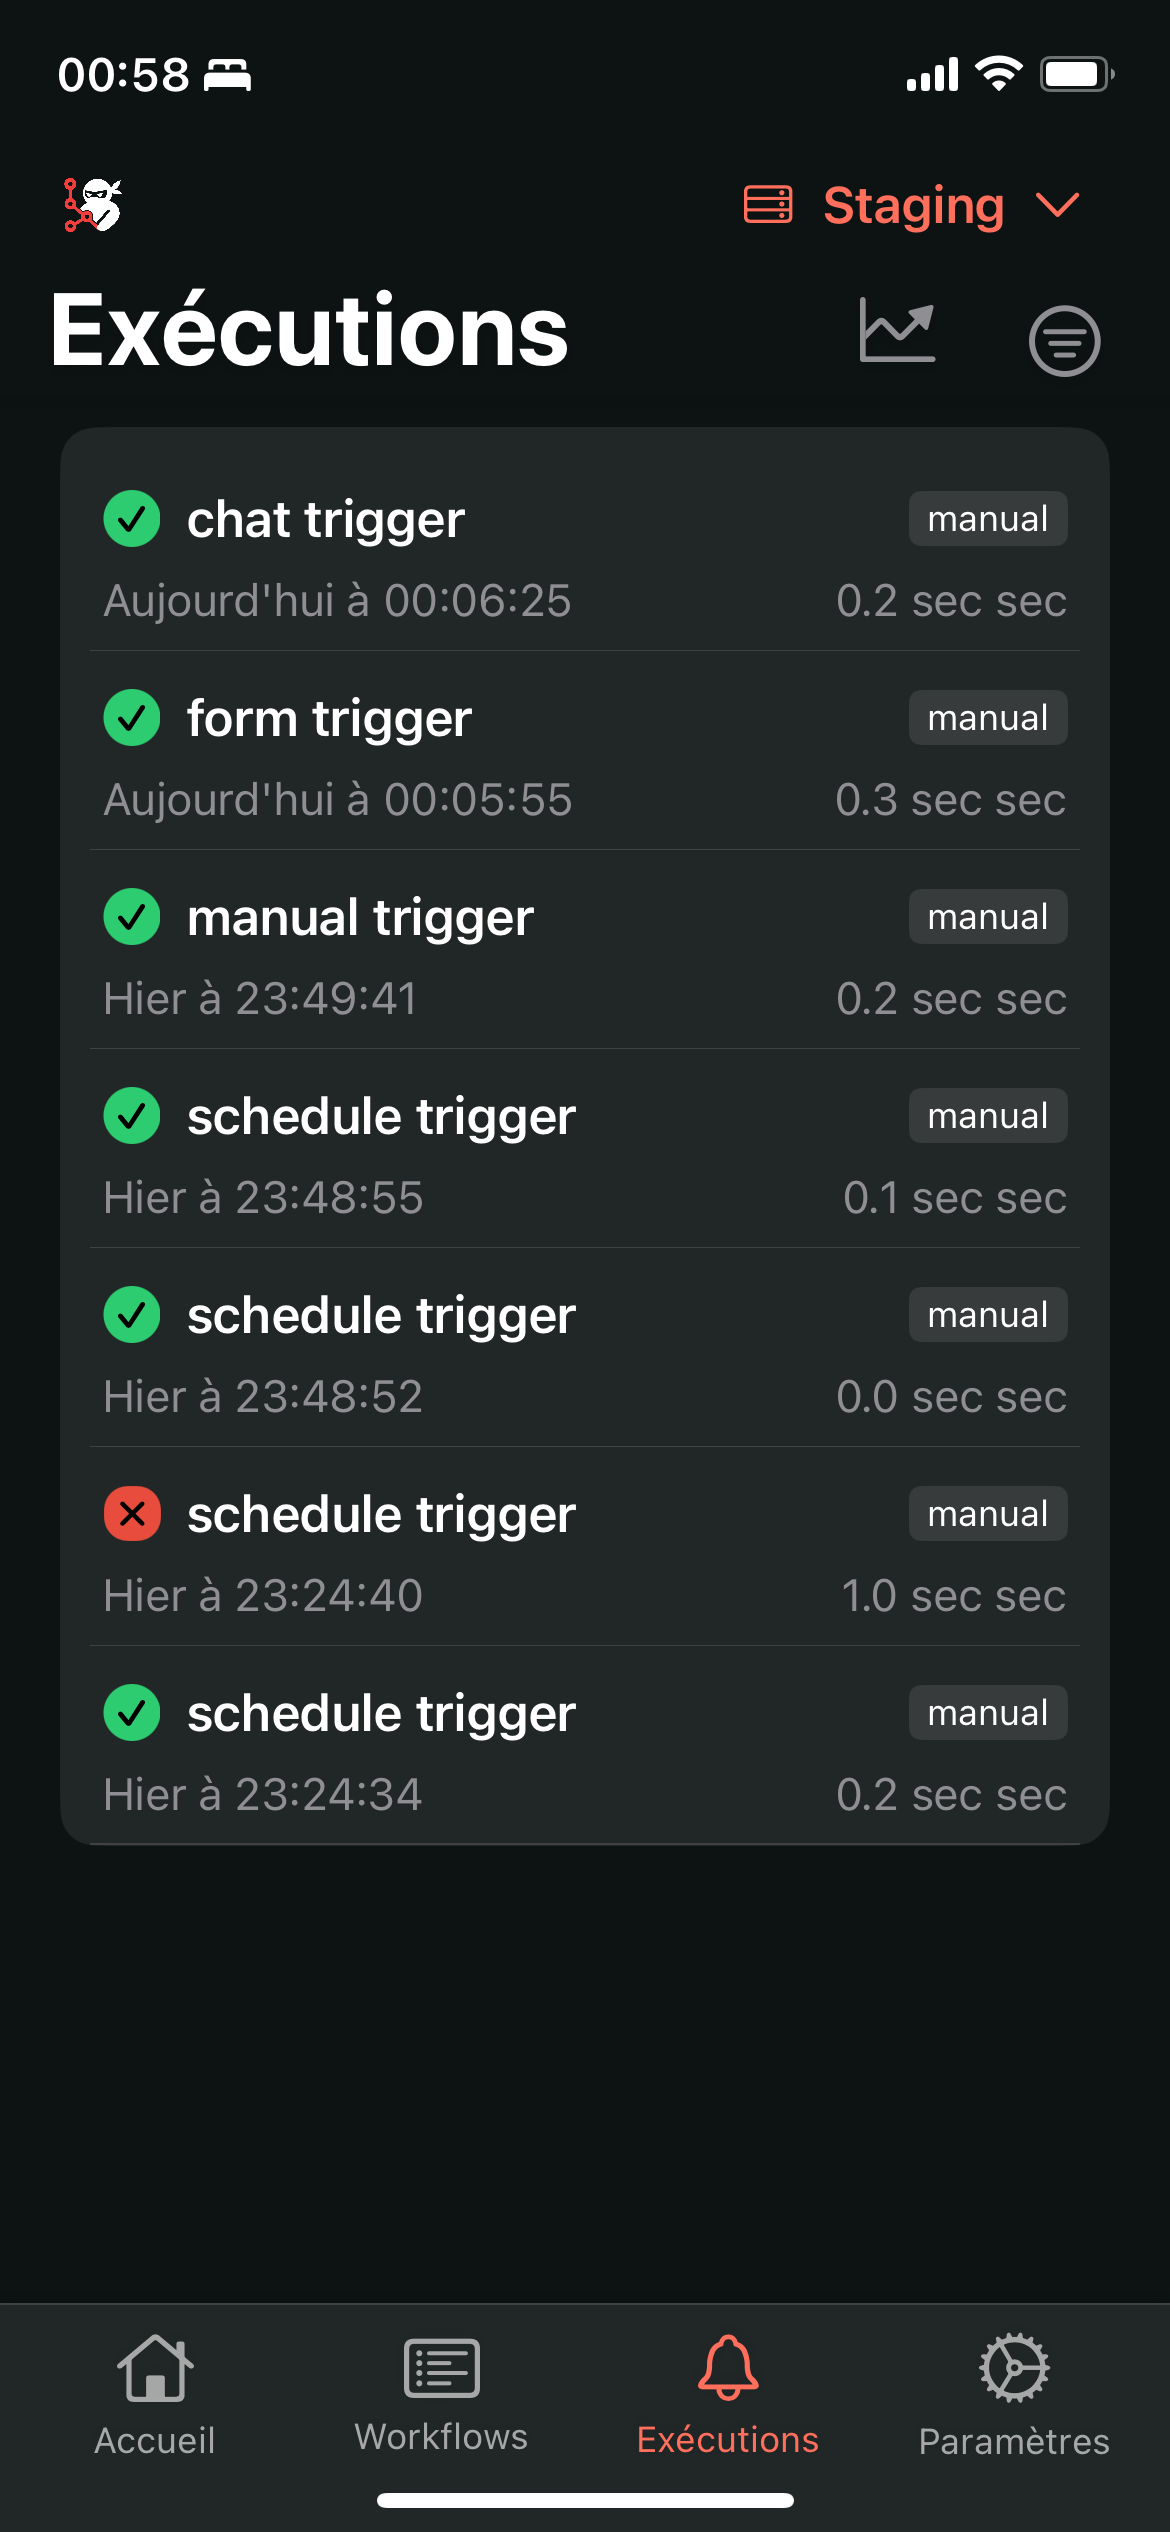 00:58
Staging
Exécutions
chat trigger manual
Aujourd'hui à 00:06:25 0.2 sec sec
form trigger manual
Aujourd'hui à 00:05:55 0.3 sec sec
manual trigger manual
Hier à 23:49:41 0.2 sec sec
schedule trigger manual
Hier à 23:48:55 0.1 sec sec
schedule trigger manual
Hier à 23:48:52 0.0 sec sec
schedule trigger manual
Hier à 23:24:40 1.0 sec sec
schedule trigger manual
Hier à 23:24:34 0.2 sec sec
Accueil Workflows Exécutions Paramètres